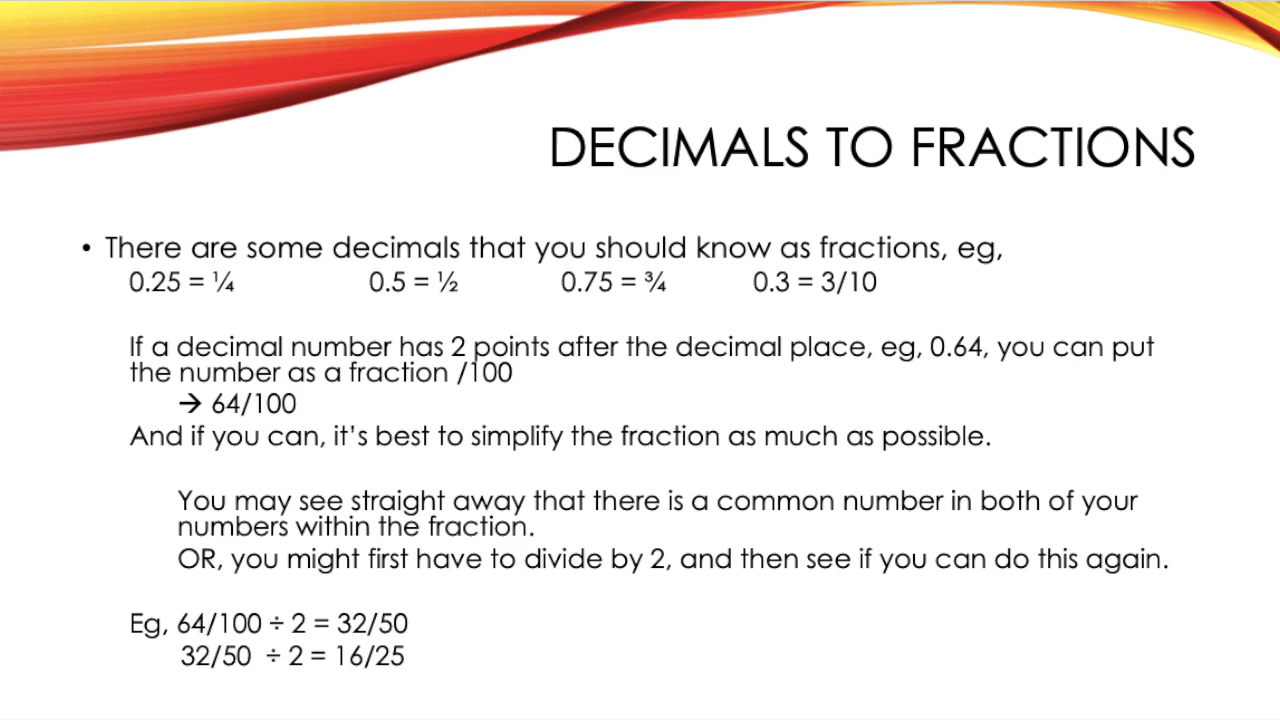 DECIMALS TO FRACTIONS
• There are some decimals that you should know as fractions, eg,
0.25 = ¼ 0.5 = ½ 0.75 = ¾ 0.3 = 3/10
If a decimal number has 2 points after the decimal place, eg, 0.64, you can put
the number as a fraction /100
→ 64/100
And if you can, it’s best to simplify the fraction as much as possible.
You may see straight away that there is a common number in both of your
numbers within the fraction.
OR, you might first have to divide by 2, and then see if you can do this again.
Eg, 64/100 ÷ 2 = 32/50
32/50 ÷ 2 = 16/25